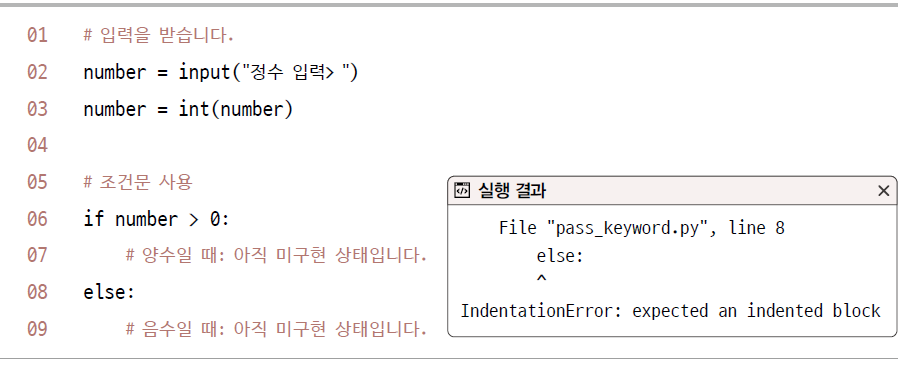 01 # 입력을 받습니다.
02 number = input("정수 입력> ")
03 number = int(number)
04
05 # 조건문 사용
06 if number > 0:
07 # 양수일 때: 아직 미구현 상태입니다.
08 else:
09 # 음수일 때: 아직 미구현 상태입니다.
실행 결과
File "pass_keyword.py", line 8
else:
^
IndentationError: expected an indented block